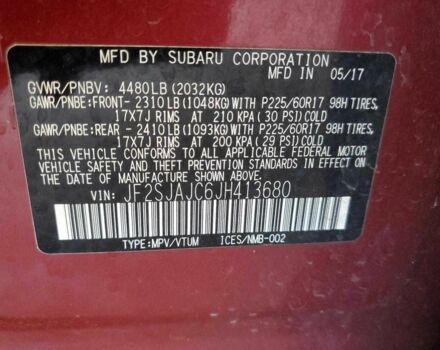 MFD BY SUBARU CORPORATION
MFD IN 05/17
GVWR/PNBV: 4480LB (2032KG)
GAWR/PNBE:FRONT- 2310LB (1048KG)WITH P225/60R17 98H TIRES,
17X7J RIMS AT 210 KPA (30 PSI) COLD
GAWR/PNBE:REAR -2410LB (1093KG)WITH P225/60R17 98H TIRES,
17X7J RIMS AT 200 KPA (29 PSI) COLD
THIS VEHICLE CONFORMS TO ALL APPLICABLE FEDERAL MOTOR
VEHICLE SAFETY AND BUMPER STANDARDS IN EFFECT ON THE DATE
OF MANUFACTURE SHOWN ABOVE.
VIN: JF2SJAJC6JH413680
TYPE:MPV/VTUM ICES/NMB-002